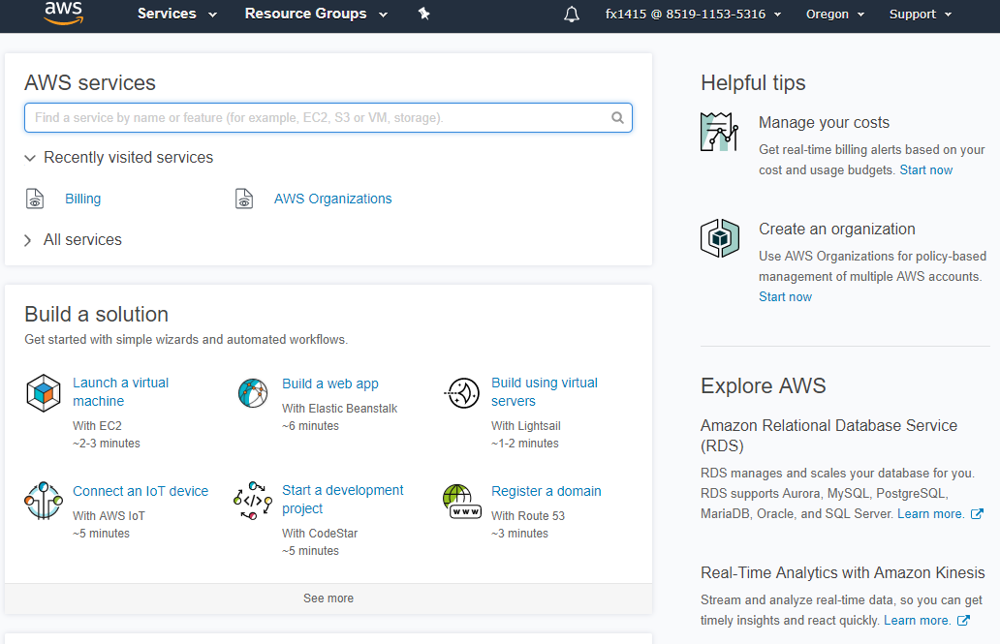 aws
Services
Resource Groups
fx1415 @ 8519-1153-5316
Oregon
Support
AWS services
Find a service by name or feature (for example, EC2, S3 or VM, storage).
Recently visited services
Billing
AWS Organizations
All services
Build a solution
Get started with simple wizards and automated workflows.
Launch a virtual
machine
With EC2
~2-3 minutes
Build a web app
With Elastic Beanstalk
~6 minutes
Build using virtual
servers
With Lightsail
~1-2 minutes
Connect an IoT device
With AWS IoT
~5 minutes
Start a development
project
With CodeStar
~5 minutes
www
Register a domain
With Route 53
~3 minutes
See more
Helpful tips
Manage your costs
Get real-time billing alerts based on your
cost and usage budgets. Start now
Create an organization
Use AWS Organizations for policy-based
management of multiple AWS accounts.
Start now
Explore AWS
Amazon Relational Database Service
(RDS)
RDS manages and scales your database for you.
RDS supports Aurora, MySQL, PostgreSQL,
MariaDB, Oracle, and SQL Server. Learn more.
Real-Time Analytics with Amazon Kinesis
Stream and analyze real-time data, so you can get
timely insights and react quickly. Learn more.